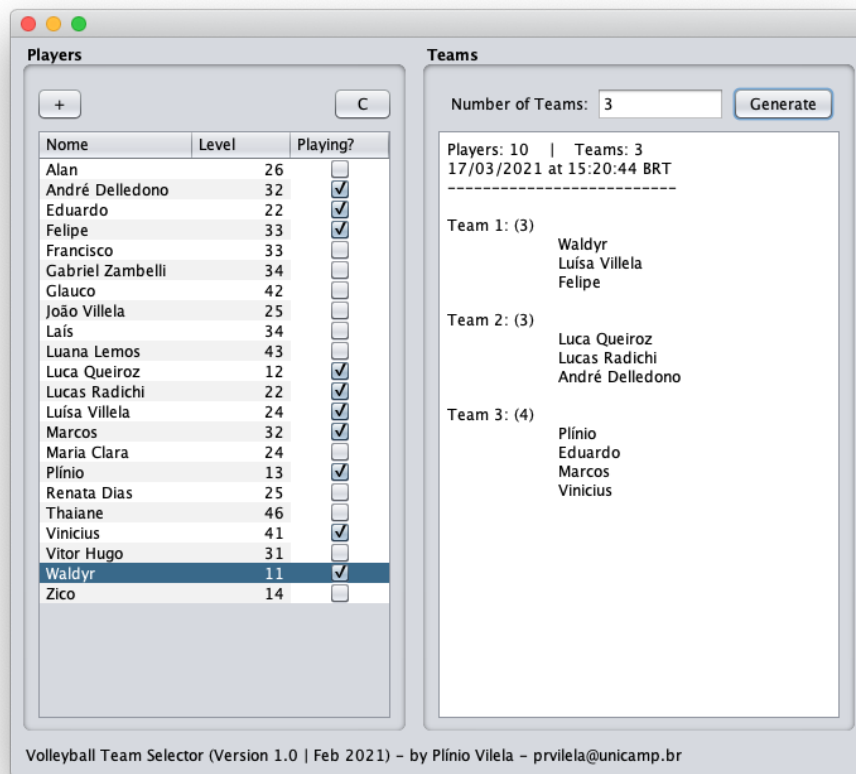 Players
+ C
Nome Level Playing?
Alan 26
André Delledono 32
Eduardo 22
Felipe 33
Francisco 33
Gabriel Zambelli 34
Glauco 42
João Villela 25
Laís 34
Luana Lemos 43
Luca Queiroz 12
Lucas Radichi 22
Luísa Villela 24
Marcos 32
Maria Clara 24
Plínio 13
Renata Dias 25
Thaiane 46
Vinicius 41
Vitor Hugo 31
Waldyr 11
Zico 14
Teams
Number of Teams: 3 Generate
Players: 10 | Teams: 3
17/03/2021 at 15:20:44 BRT
--------------------------
Team 1: (3)
Waldyr
Luísa Villela
Felipe
Team 2: (3)
Luca Queiroz
Lucas Radichi
André Delledono
Team 3: (4)
Plínio
Eduardo
Marcos
Vinicius
Volleyball Team Selector (Version 1.0 | Feb 2021) – by Plínio Vilela – prvilela@unicamp.br